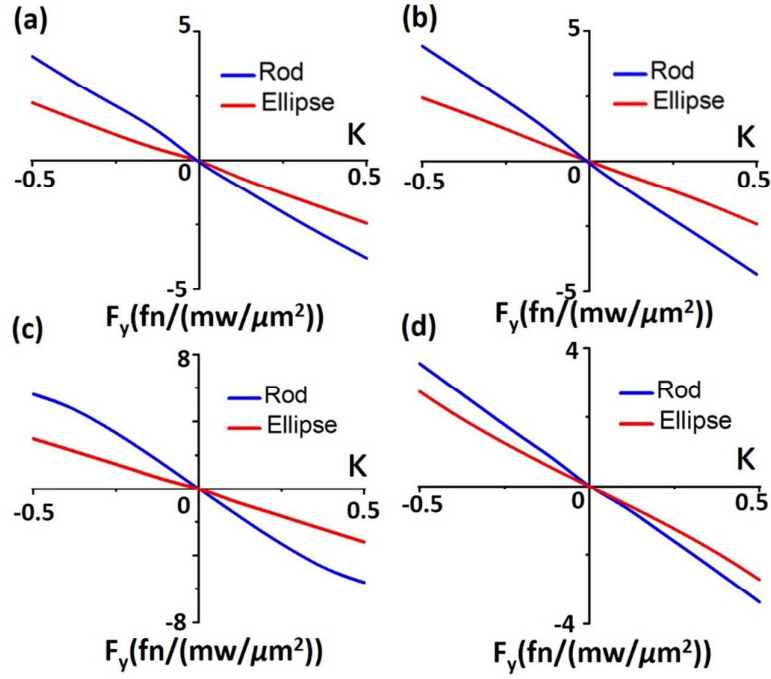 (a)
5
Rod
Ellipse
K
-0.5
0
0.5
-5
Fy(fn/(mw/μm²))
(b)
5
Rod
Ellipse
K
-0.5
0
0.5
-5
Fy(fn/(mw/μm²))
(c)
8
Rod
Ellipse
K
-0.5
0
0.5
-8
Fy(fn/(mw/μm²))
(d)
4
Rod
Ellipse
K
-0.5
0
0.5
-4
Fy(fn/(mw/μm²))